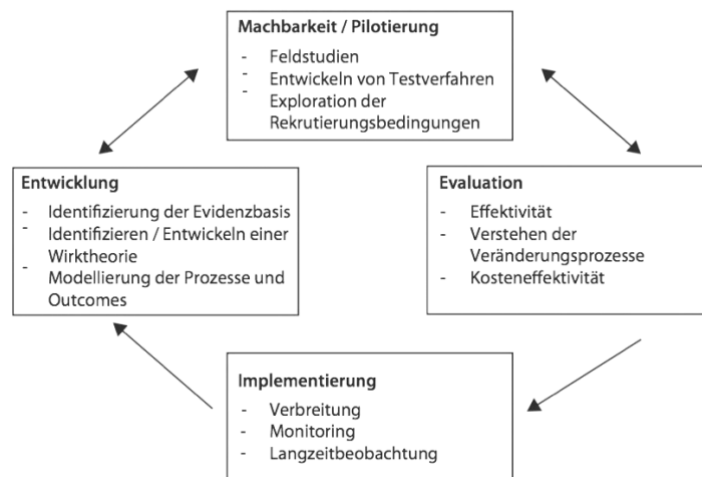 Machbarkeit / Pilotierung
- Feldstudien
- Entwickeln von Testverfahren
- Exploration der
Rekrutierungsbedingungen
Entwicklung
- Identifizierung der Evidenzbasis
- Identifizieren / Entwickeln einer
Wirktheorie
- Modellierung der Prozesse und
Outcomes
Evaluation
- Effektivität
- Verstehen der
Veränderungsprozesse
- Kosteneffektivität
Implementierung
- Verbreitung
- Monitoring
- Langzeitbeobachtung